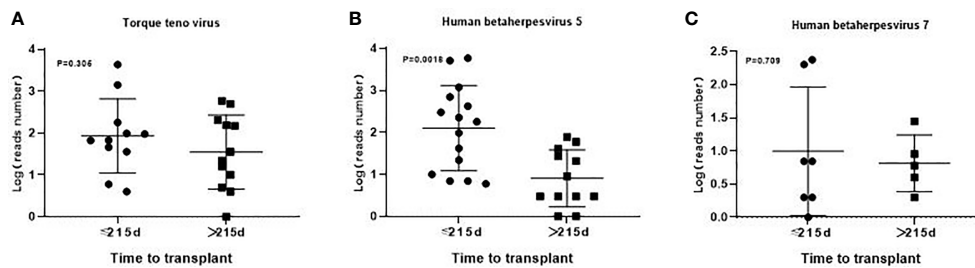 A
Torque teno virus
P=0.305
Log(reads number)
4
3
2
1
0
≤215d
>215d
Time to transplant
B
Human betaherpesvirus 5
P=0.0018
Log(reads number)
4
3
2
1
0
≤215d
>215d
Time to transplant
C
Human betaherpesvirus 7
P=0.709
Log(reads number)
2.5
2.0
1.5
1.0
0.5
0.0
≤215d
>215d
Time to transplant